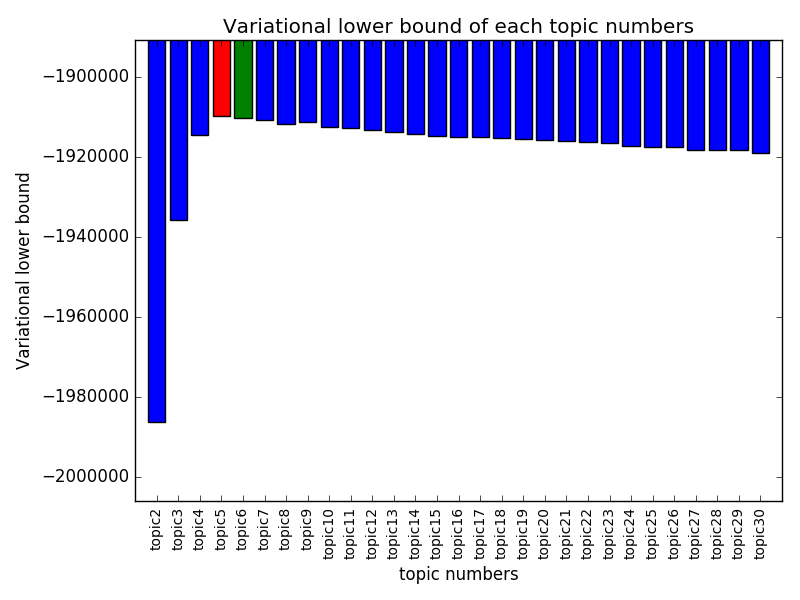 Variational lower bound of each topic numbers
Variational lower bound
−1900000
−1920000
−1940000
−1960000
−1980000
−2000000
topic2
topic3
topic4
topic5
topic6
topic7
topic8
topic9
topic10
topic11
topic12
topic13
topic14
topic15
topic16
topic17
topic18
topic19
topic20
topic21
topic22
topic23
topic24
topic25
topic26
topic27
topic28
topic29
topic30
topic numbers